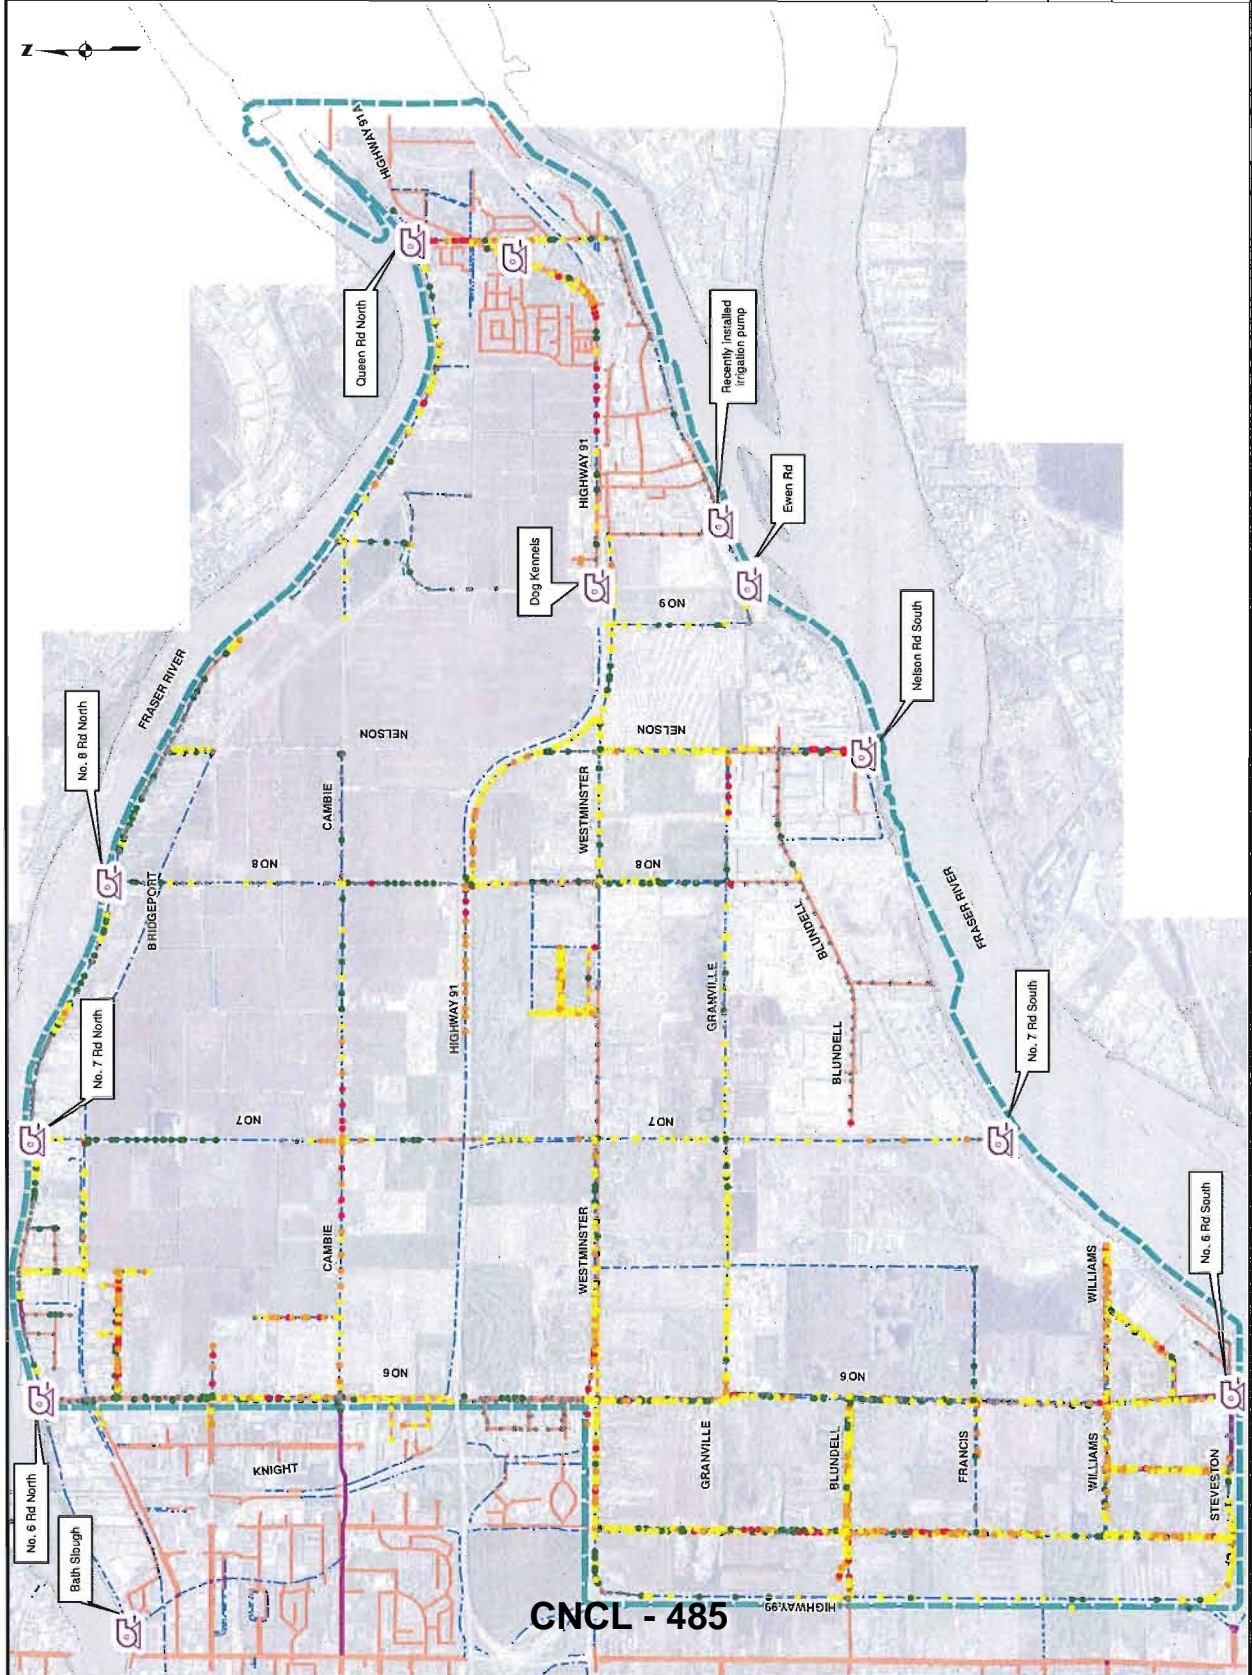 Z
HIGHWAY 91A
Queen Rd North
Recently installed
irrigation pump
HIGHWAY 91
Ewen Rd
Dog Kennels
NO 9
Nelson Rd South
FRASER RIVER
No. 8 Rd North
NELSON
NELSON
CAMBIE
WESTMINSTER
NO 8
NO 8
BRIDGEPORT
FRASER RIVER
BLUNDELL
GRANVILLE
HIGHWAY 91
No. 7 Rd North
No. 7 Rd South
BLUNDELL
NO 7
NO 7
CAMBIE
WESTMINSTER
WILLIAMS
No. 6 Rd South
NO 6
NO 6
GRANVILLE
BLUNDELL
FRANCIS
WILLIAMS
STEVESTON
KNIGHT
No. 6 Rd North
Bath Slough
HIGHWAY 99
CNCL - 485